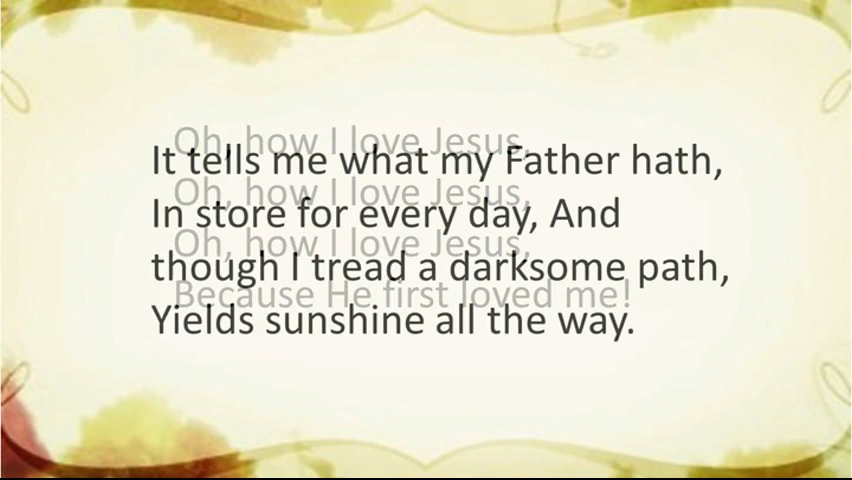 Oh, how I love Jesus,
It tells me what my Father hath,
Oh, how I love Jesus,
In store for every day, And
Oh, how I love Jesus,
though I tread a darksome path,
Because He first loved me!
Yields sunshine all the way.